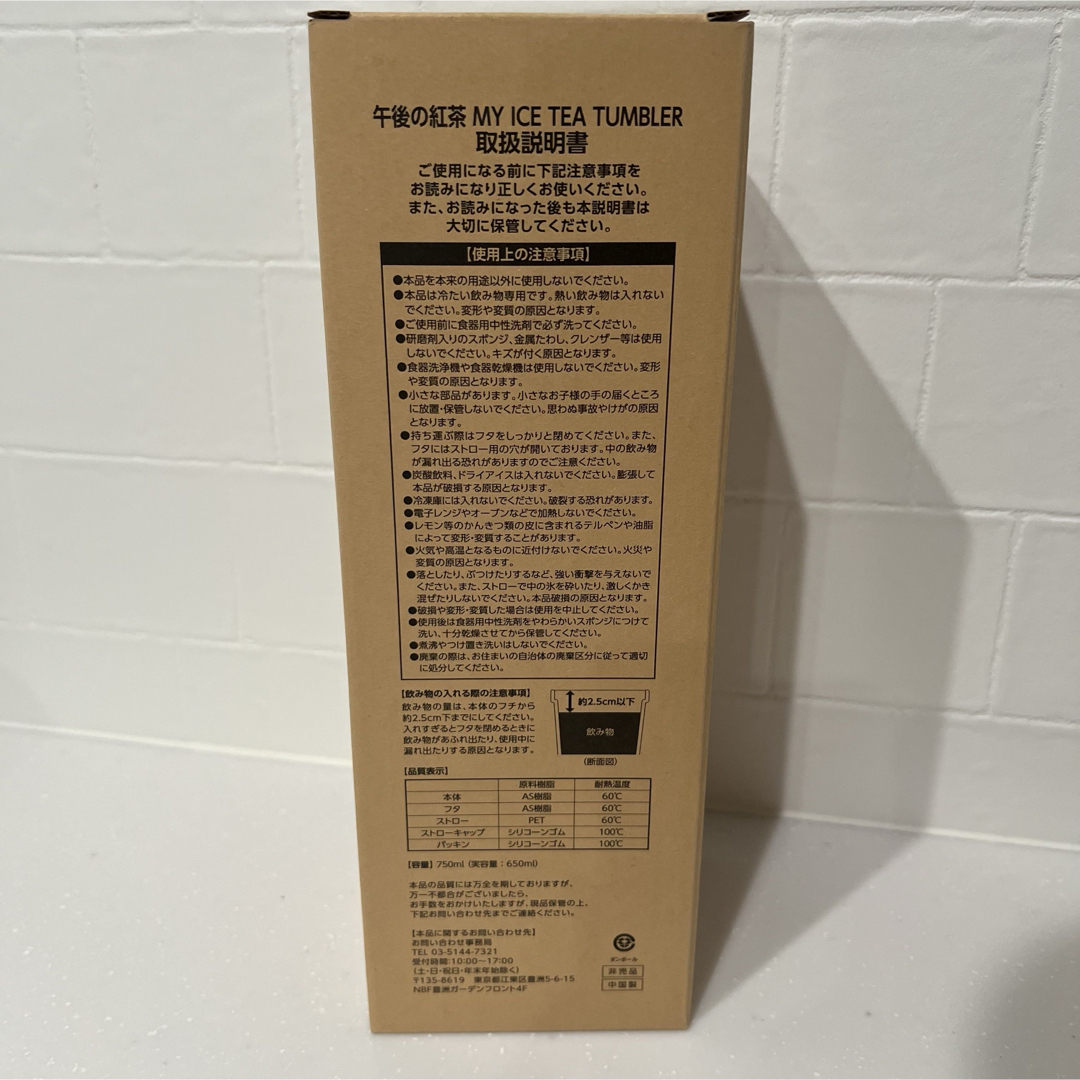 午後の紅茶 MY ICE TEA TUMBLER
取扱説明書
ご使用になる前に下記注意事項を
お読みになり正しくお使いください。
また、お読みになった後も本説明書は
大切に保管してください。
【使用上の注意事項】
●本品を本来の用途以外に使用しないでください。
●本品は冷たい飲み物専用です。熱い飲み物は入れない
でください。変形や変質の原因となります。
●ご使用前に食器用中性洗剤で必ず洗ってください。
●研磨剤入りのスポンジ、金属たわし、クレンザー等は使用
しないでください。キズが付く原因となります。
●食器洗浄機や食器乾燥機は使用しないでください。変形
や変質の原因となります。
●小さな部品があります。小さなお子様の手の届くところ
に放置・保管しないでください。思わぬ事故やけがの原因
となります。
●持ち運ぶ際はフタをしっかりと閉めてください。また、
フタにはストロー用の穴が開いております。中の飲み物
が漏れ出る恐れがありますのでご注意ください。
●炭酸飲料、ドライアイスは入れないでください。膨張して
本品が破損する原因となります。
●冷凍庫には入れないでください。破裂する恐れがあります。
●電子レンジやオーブンなどで加熱しないでください。
●レモン等のかんきつ類の皮に含まれるテルペンや油脂
によって変形・変質することがあります。
●火気や高温となるものに近付けないでください。火災や
変質の原因となります。
●落としたり、ぶつけたりするなど、強い衝撃を与えないで
ください。また、ストローで中の氷を砕いたり、激しくかき
混ぜたりしないでください。本品破損の原因となります。
●破損や変形・変質した場合は使用を中止してください。
●使用後は食器用中性洗剤をやわらかいスポンジにつけて
洗い、十分乾燥させてから保管してください。
●煮沸やつけ置き洗いはしないでください。
●廃棄の際は、お住まいの自治体の廃棄区分に従って適切
に処分してください。
【飲み物の入れる際の注意事項】
飲み物の量は、本体のフチから
約2.5cm下までにしてください。
入れすぎるとフタを閉めるときに
飲み物があふれ出たり、使用中に
漏れ出たりする原因となります。
約2.5cm以下
飲み物
(断面図)
【品質表示】
原料樹脂 耐熱温度
本体 AS樹脂 60℃
フタ AS樹脂 60℃
ストロー PET 60℃
ストローキャップ シリコーンゴム 100℃
パッキン シリコーンゴム 100℃
【容量】750ml (実容量:650ml)
本品の品質には万全を期しておりますが、
万一不都合がございましたら、
お手数をおかけいたしますが、現品保管の上、
下記お問い合わせ先までご連絡ください。
【本品に関するお問い合わせ先】
お問い合わせ事務局
TEL 03-5144-7321
受付時間:10:00〜17:00
(土・日・祝日・年末年始除く)
〒135-8619 東京都江東区豊洲5-6-15
NBF豊洲ガーデンフロント4F
ダンボール
非売品
中国製